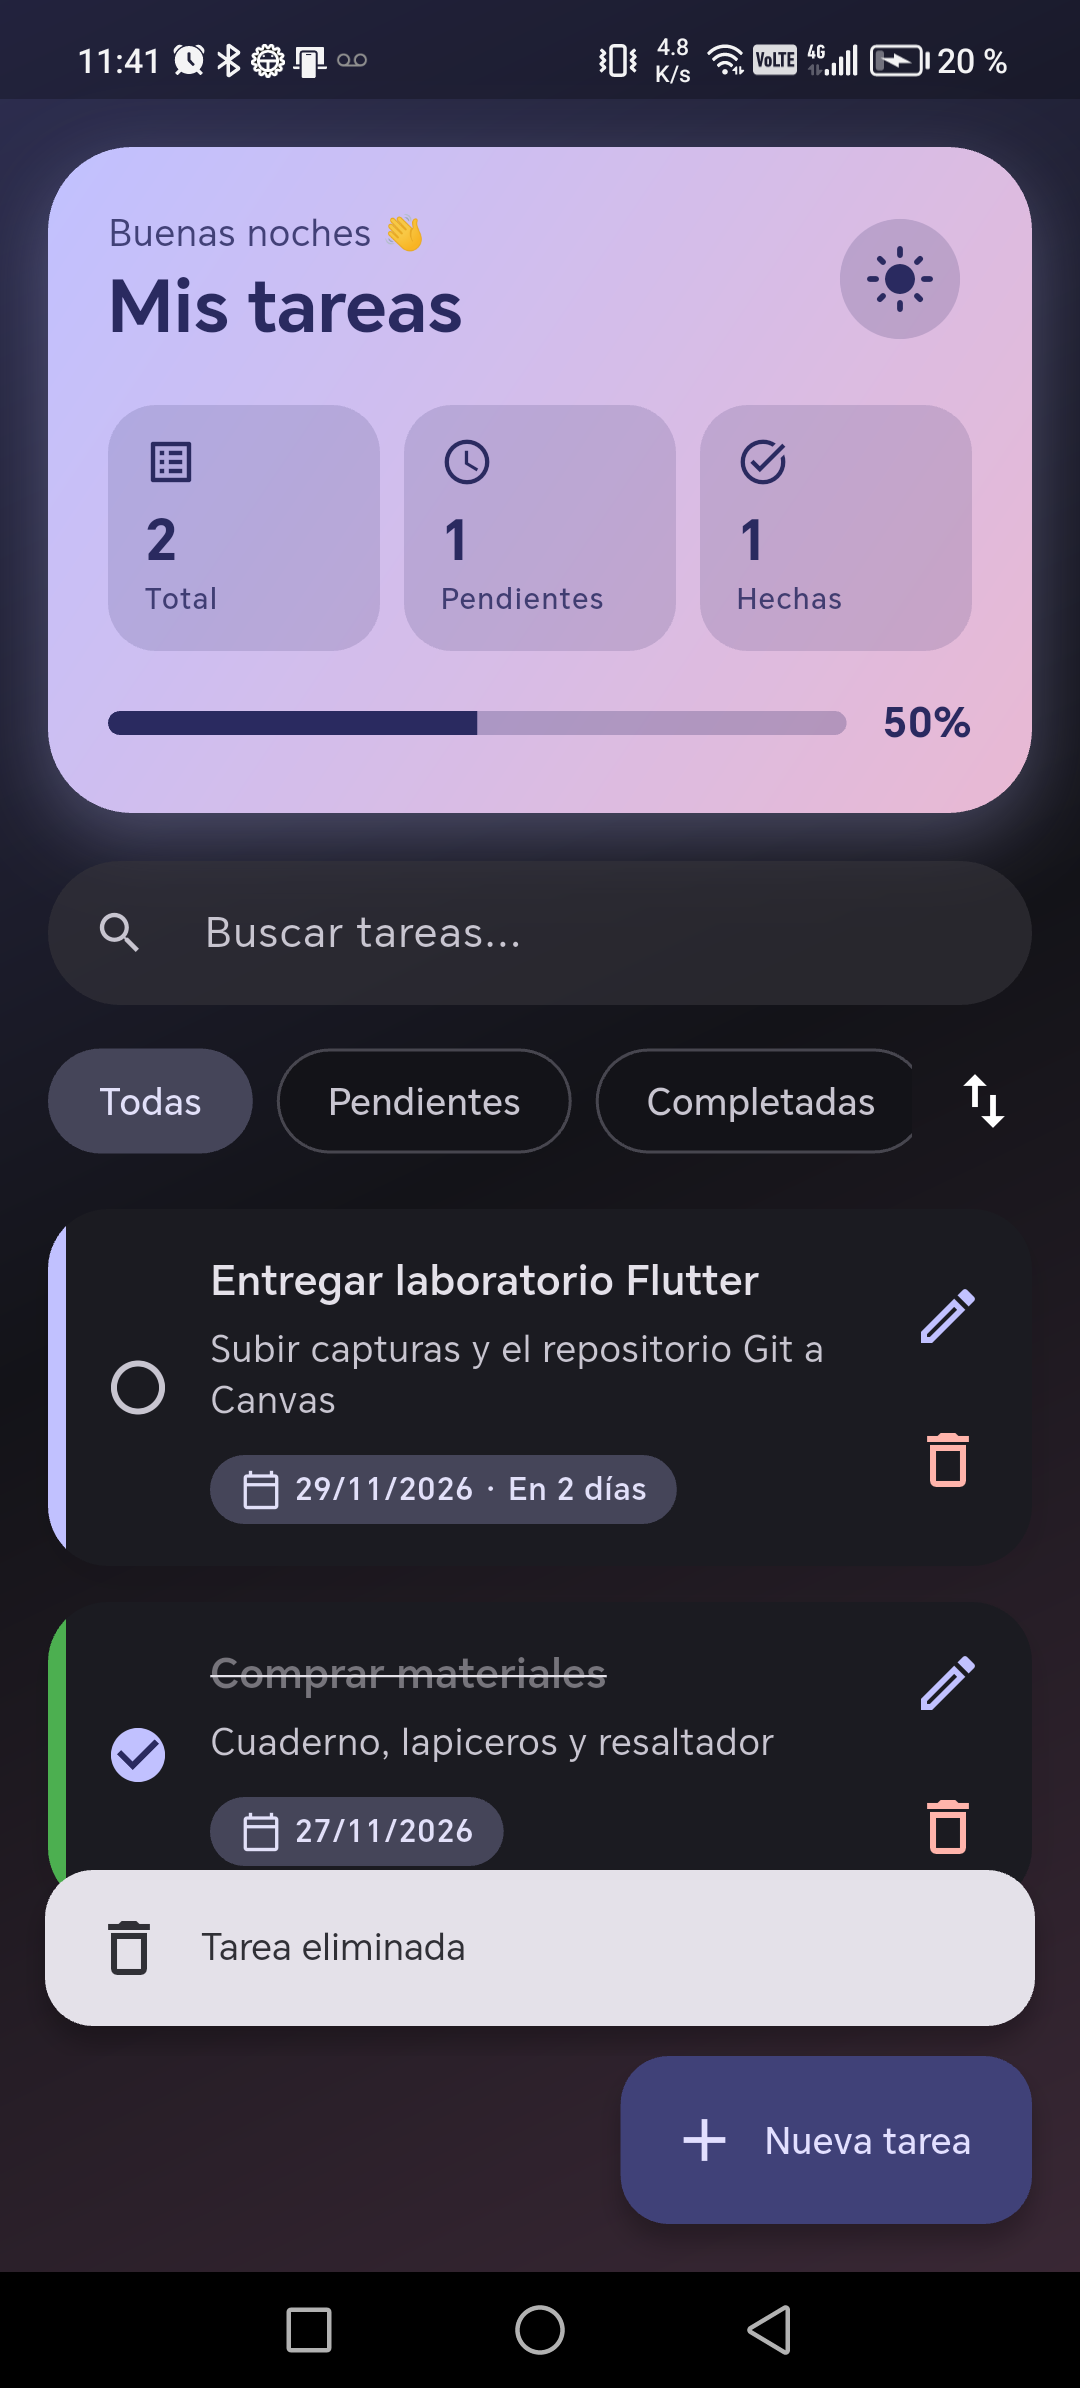 11:41
4.8 K/s
VoLTE
4G
20 %
Buenas noches 👋
Mis tareas
2
Total
1
Pendientes
1
Hechas
50%
Buscar tareas...
Todas
Pendientes
Completadas
Entregar laboratorio Flutter
Subir capturas y el repositorio Git a
Canvas
29/11/2026 · En 2 días
Comprar materiales
Cuaderno, lapiceros y resaltador
27/11/2026
Tarea eliminada
Nueva tarea